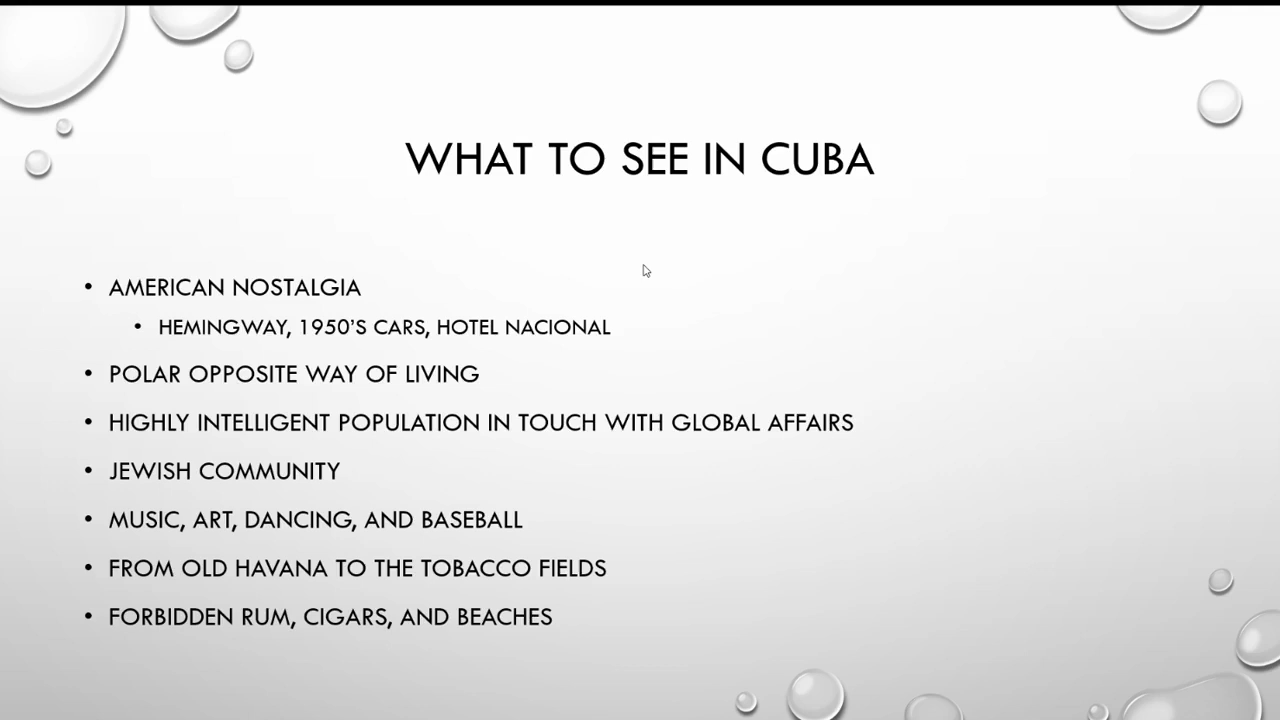 WHAT TO SEE IN CUBA
• AMERICAN NOSTALGIA
• HEMINGWAY, 1950'S CARS, HOTEL NACIONAL
• POLAR OPPOSITE WAY OF LIVING
• HIGHLY INTELLIGENT POPULATION IN TOUCH WITH GLOBAL AFFAIRS
• JEWISH COMMUNITY
• MUSIC, ART, DANCING, AND BASEBALL
• FROM OLD HAVANA TO THE TOBACCO FIELDS
• FORBIDDEN RUM, CIGARS, AND BEACHES